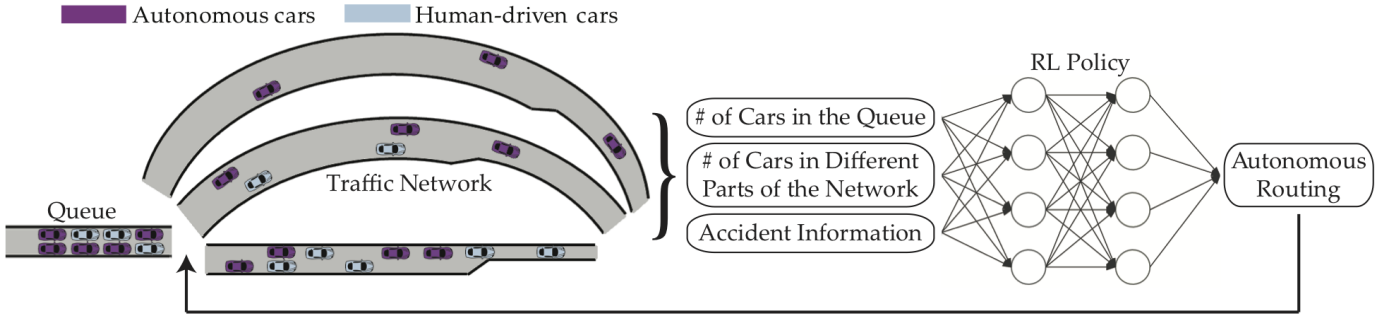 Autonomous cars
Human-driven cars
Queue
Traffic Network
# of Cars in the Queue
# of Cars in Different
Parts of the Network
Accident Information
RL Policy
Autonomous
Routing